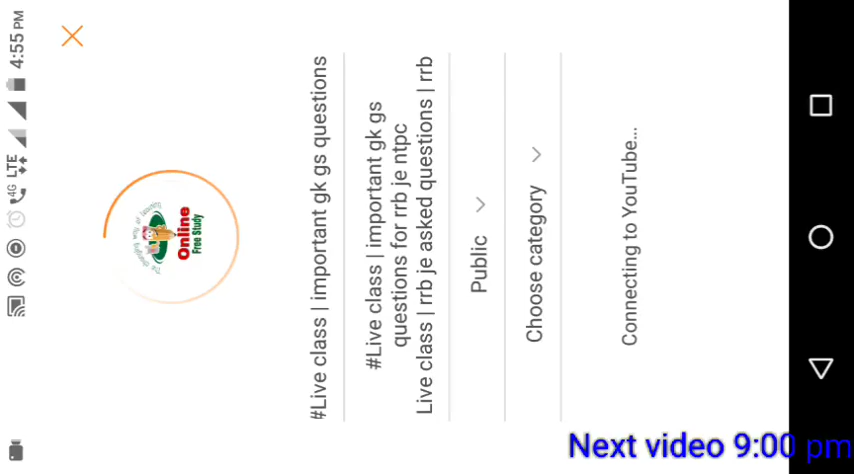 4:55 PM
4G LTE
Online
Free Study
#Live class | important gk gs questions
#Live class | important gk gs
questions for rrb je ntpc
Live class | rrb je asked questions | rrb
Public
Choose category
Connecting to YouTube...
Next video 9:00 pm